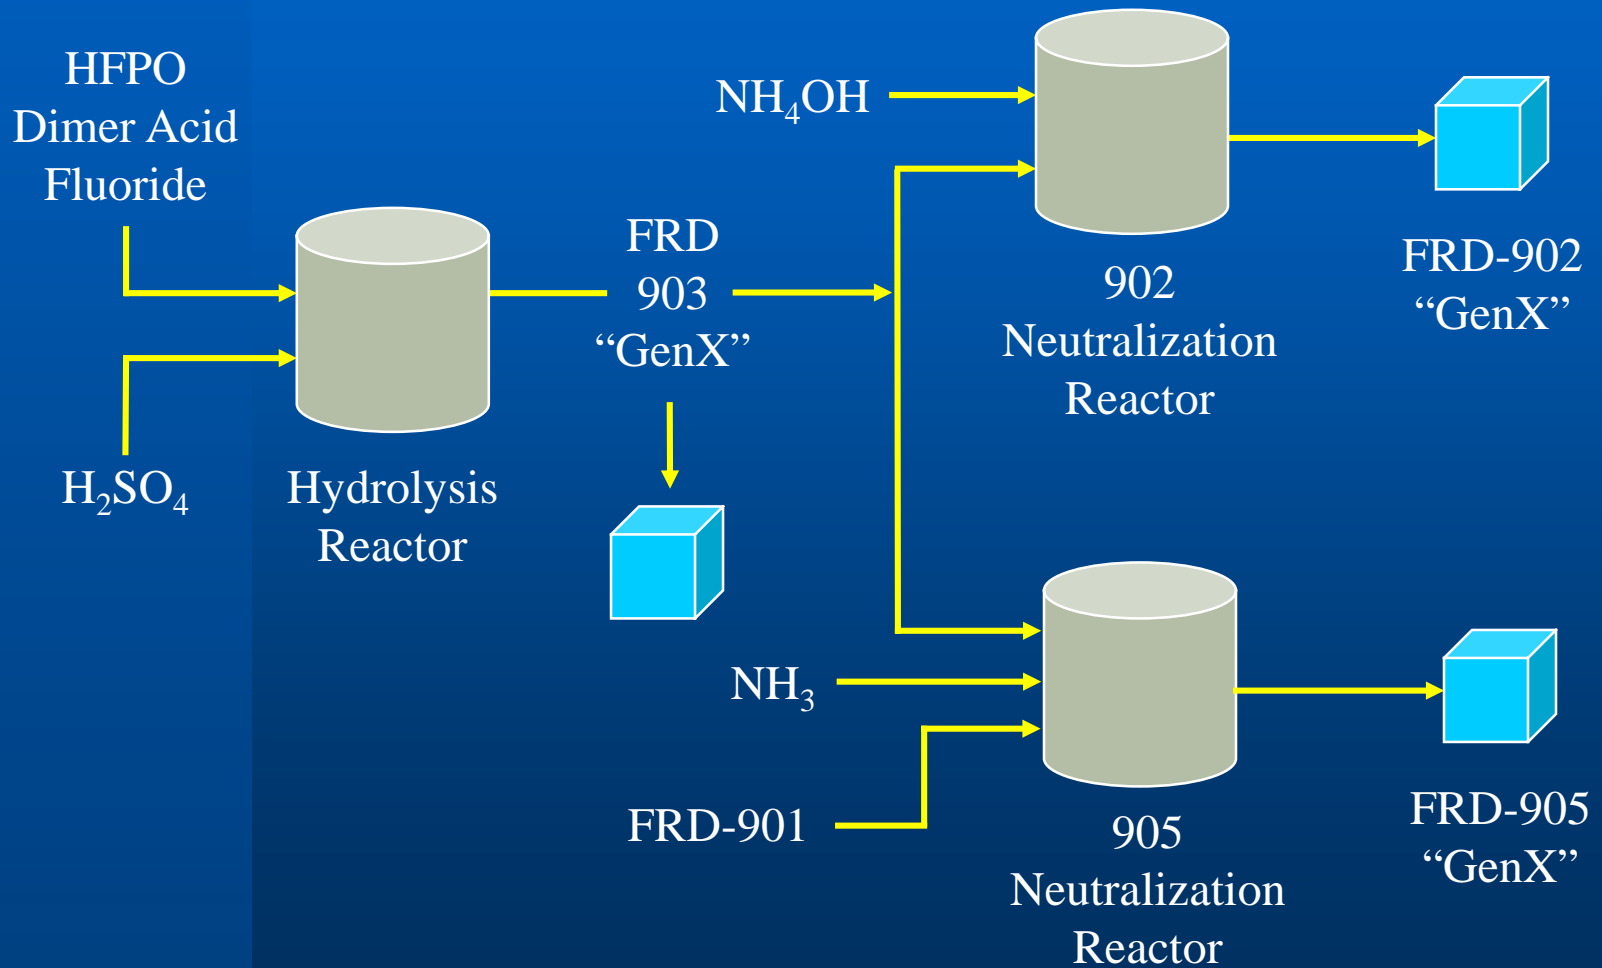 HFPO
Dimer Acid
Fluoride
H₂SO₄
Hydrolysis
Reactor
FRD
903
“GenX”
NH₄OH
902
Neutralization
Reactor
FRD-902
“GenX”
NH₃
FRD-901
905
Neutralization
Reactor
FRD-905
“GenX”